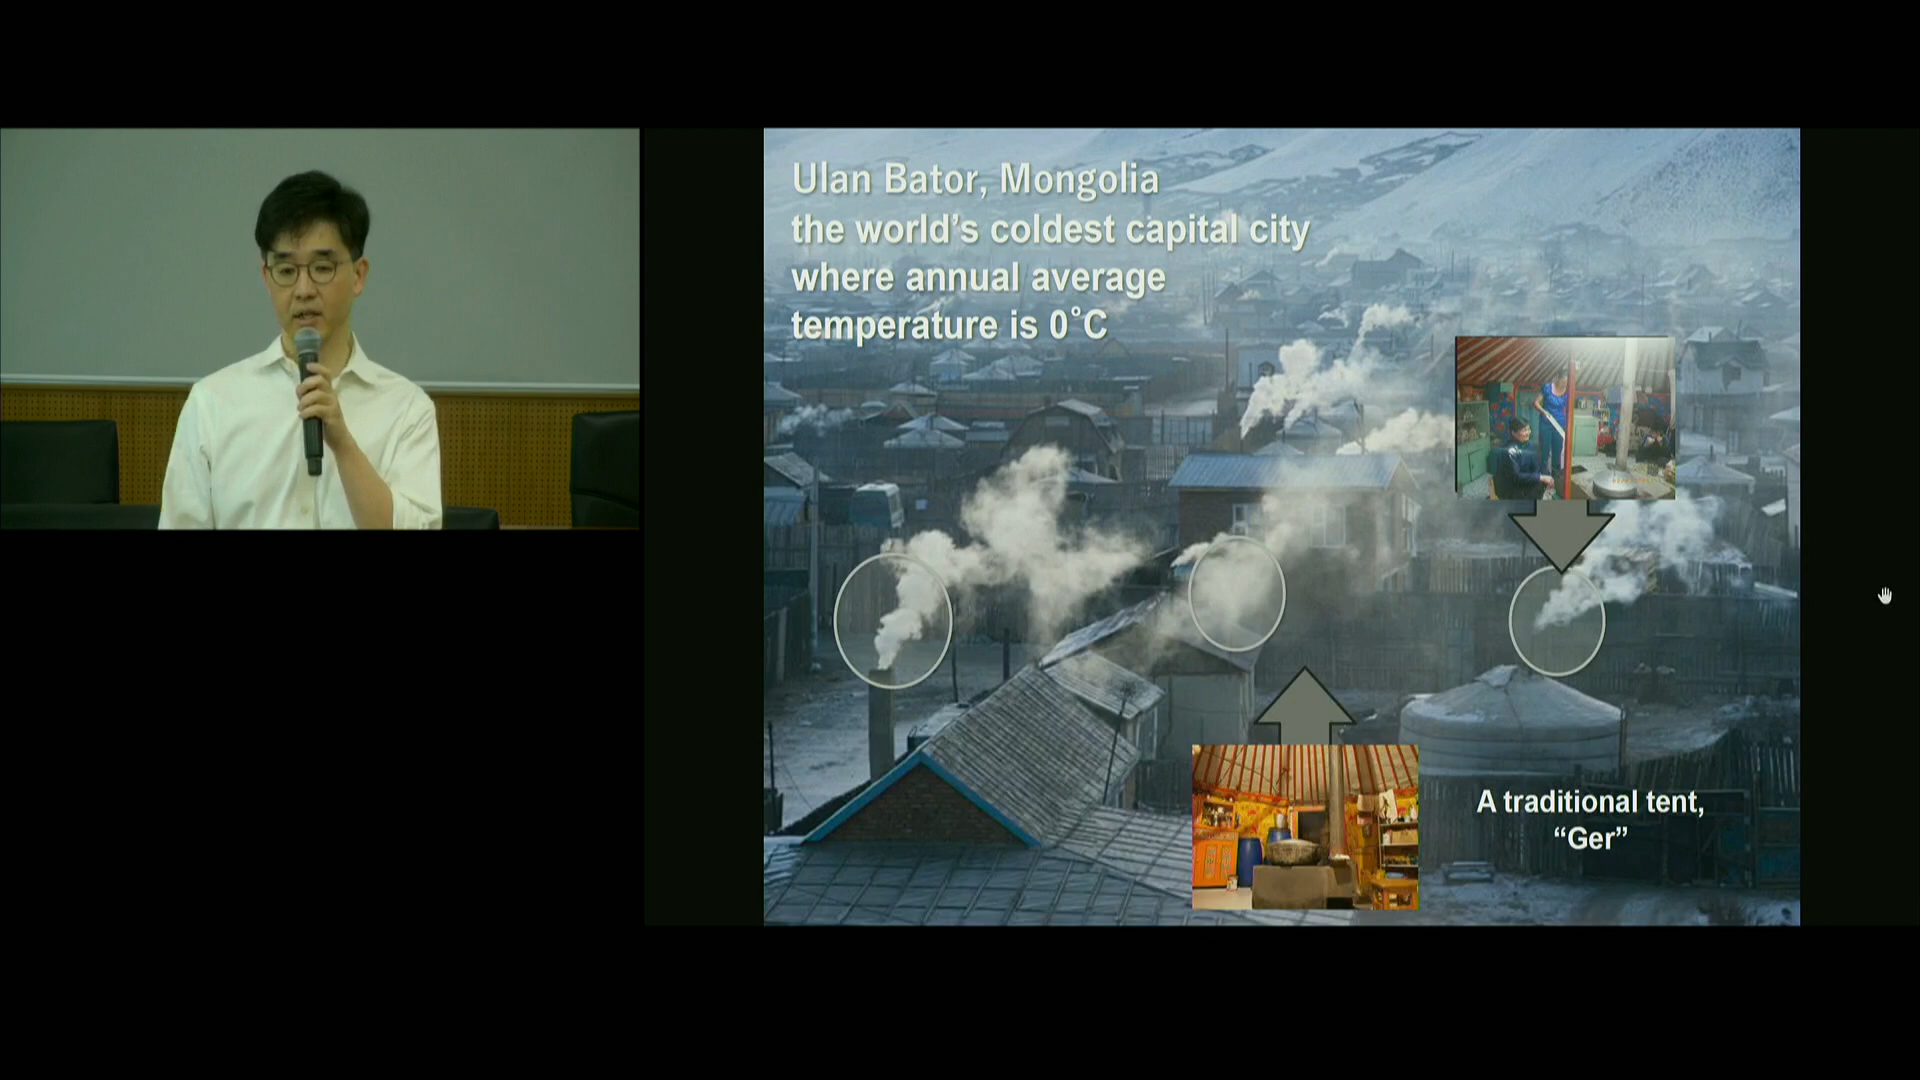 Ulan Bator, Mongolia
the world's coldest capital city
where annual average
temperature is 0˚C
A traditional tent,
“Ger”